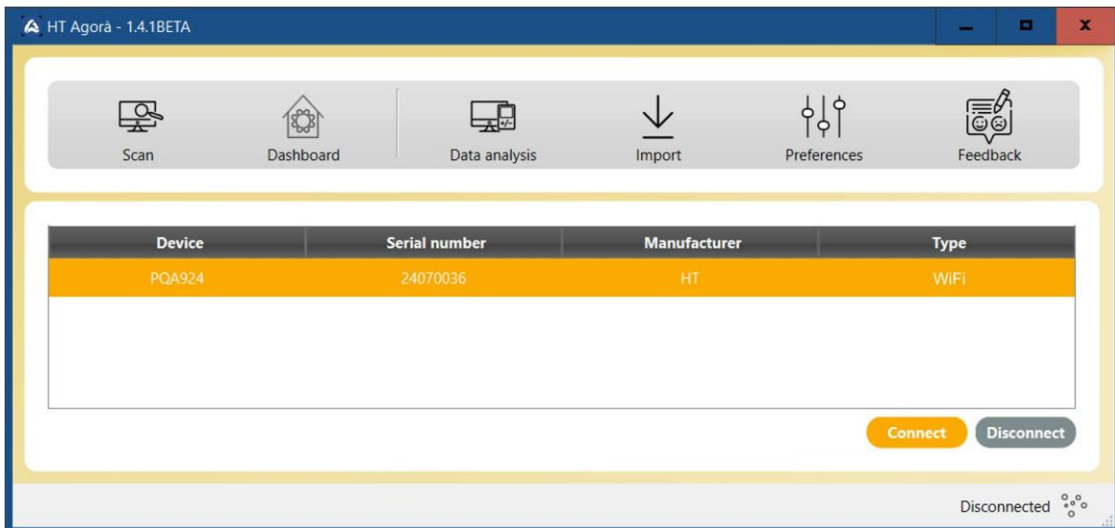 HT Agorà - 1.4.1BETA
Scan Dashboard Data analysis Import Preferences Feedback
Device Serial number Manufacturer Type
PQA924 24070036 HT WiFi
Connect Disconnect
Disconnected